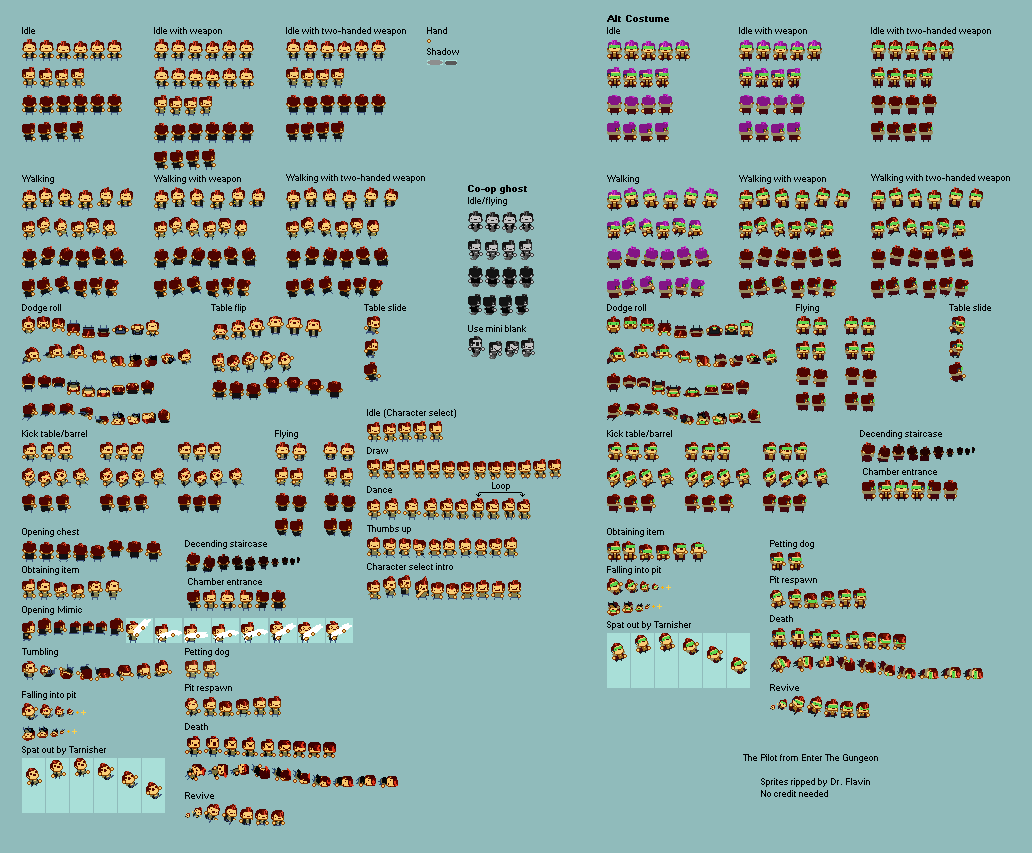 Idle
Idle with weapon
Idle with two-handed weapon
Hand
Shadow
Walking
Walking with weapon
Walking with two-handed weapon
Co-op ghost
Idle/flying
Use mini blank
Dodge roll
Table flip
Table slide
Kick table/barrel
Flying
Idle (Character select)
Draw
Dance
Loop
Thumbs up
Character select intro
Opening chest
Decending staircase
Obtaining item
Chamber entrance
Opening Mimic
Tumbling
Petting dog
Falling into pit
Pit respawn
Death
Spat out by Tarnisher
Revive
Alt Costume
Idle
Idle with weapon
Idle with two-handed weapon
Walking
Walking with weapon
Walking with two-handed weapon
Dodge roll
Flying
Table slide
Kick table/barrel
Decending staircase
Chamber entrance
Obtaining item
Petting dog
Falling into pit
Pit respawn
Spat out by Tarnisher
Death
Revive
The Pilot from Enter The Gungeon
Sprites ripped by Dr. Flavin
No credit needed